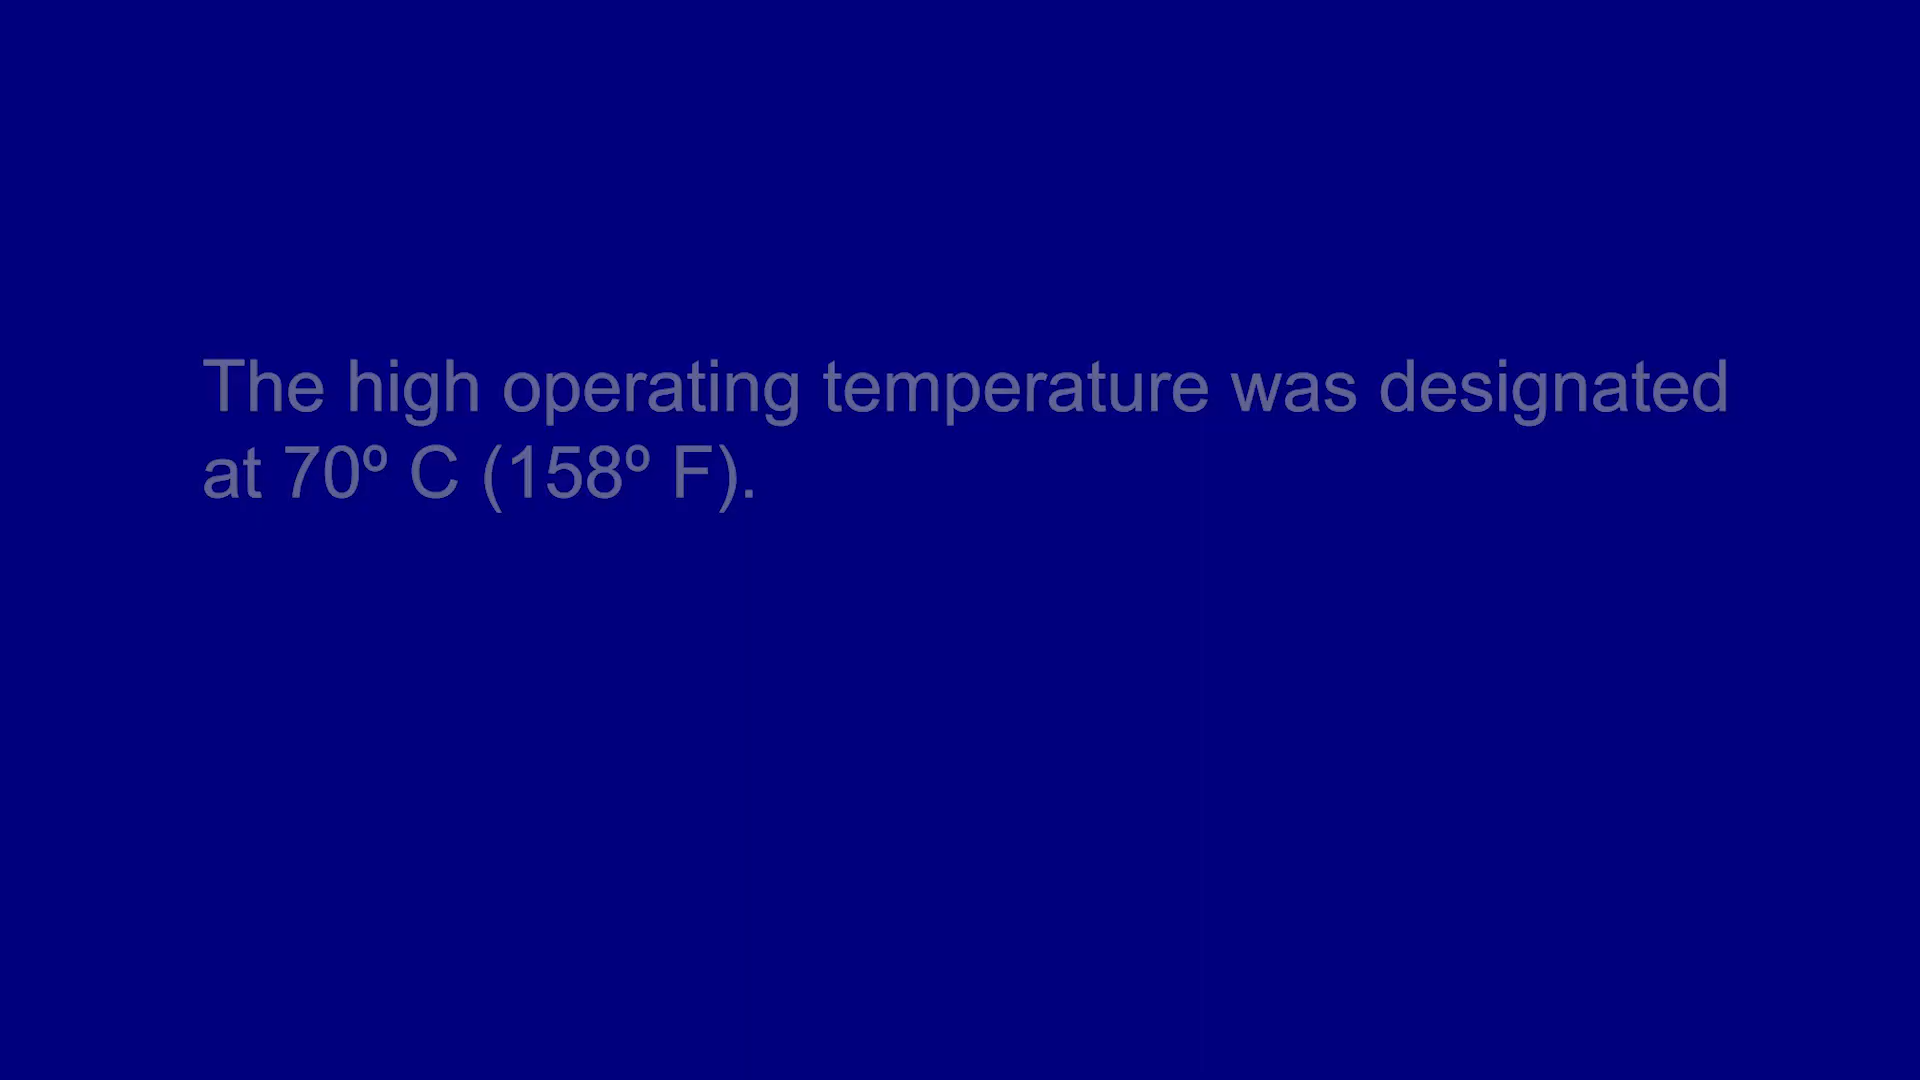 The high operating temperature was designated
at 70º C (158º F).